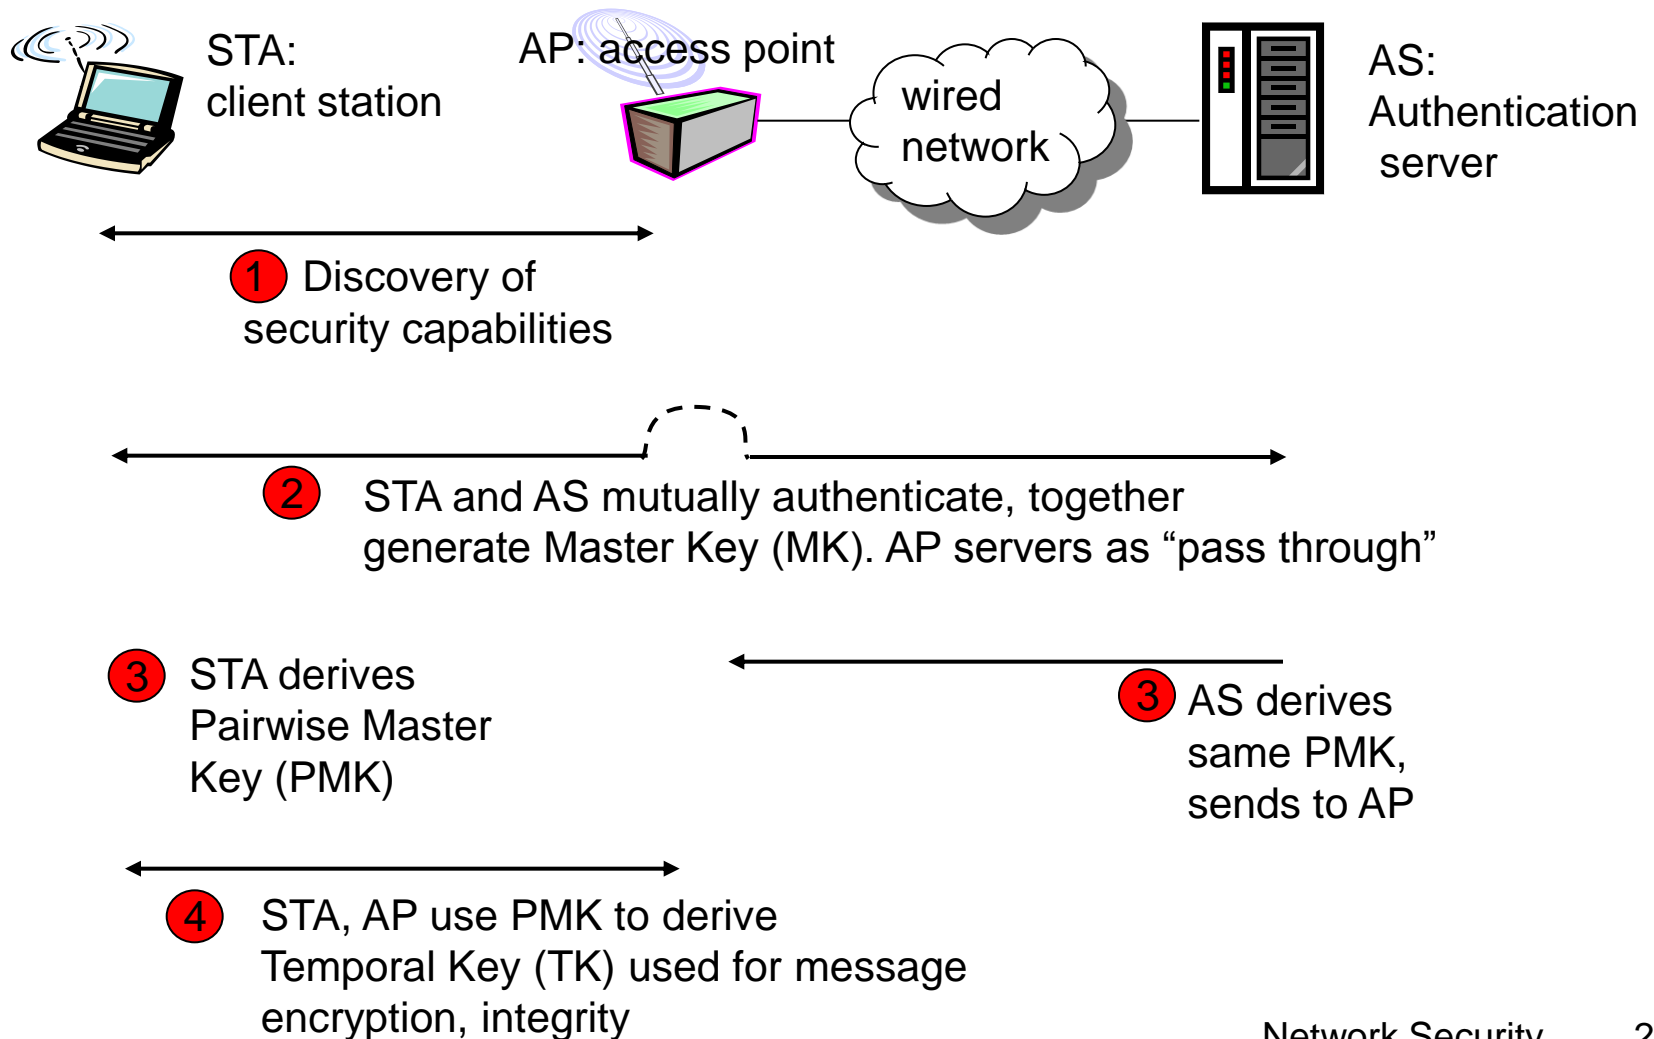 STA:
client station
AP: access point
wired
network
AS:
Authentication
server
1 Discovery of
security capabilities
2 STA and AS mutually authenticate, together
generate Master Key (MK). AP servers as “pass through”
3 STA derives
Pairwise Master
Key (PMK)
3 AS derives
same PMK,
sends to AP
4 STA, AP use PMK to derive
Temporal Key (TK) used for message
encryption, integrity
Network Security 2